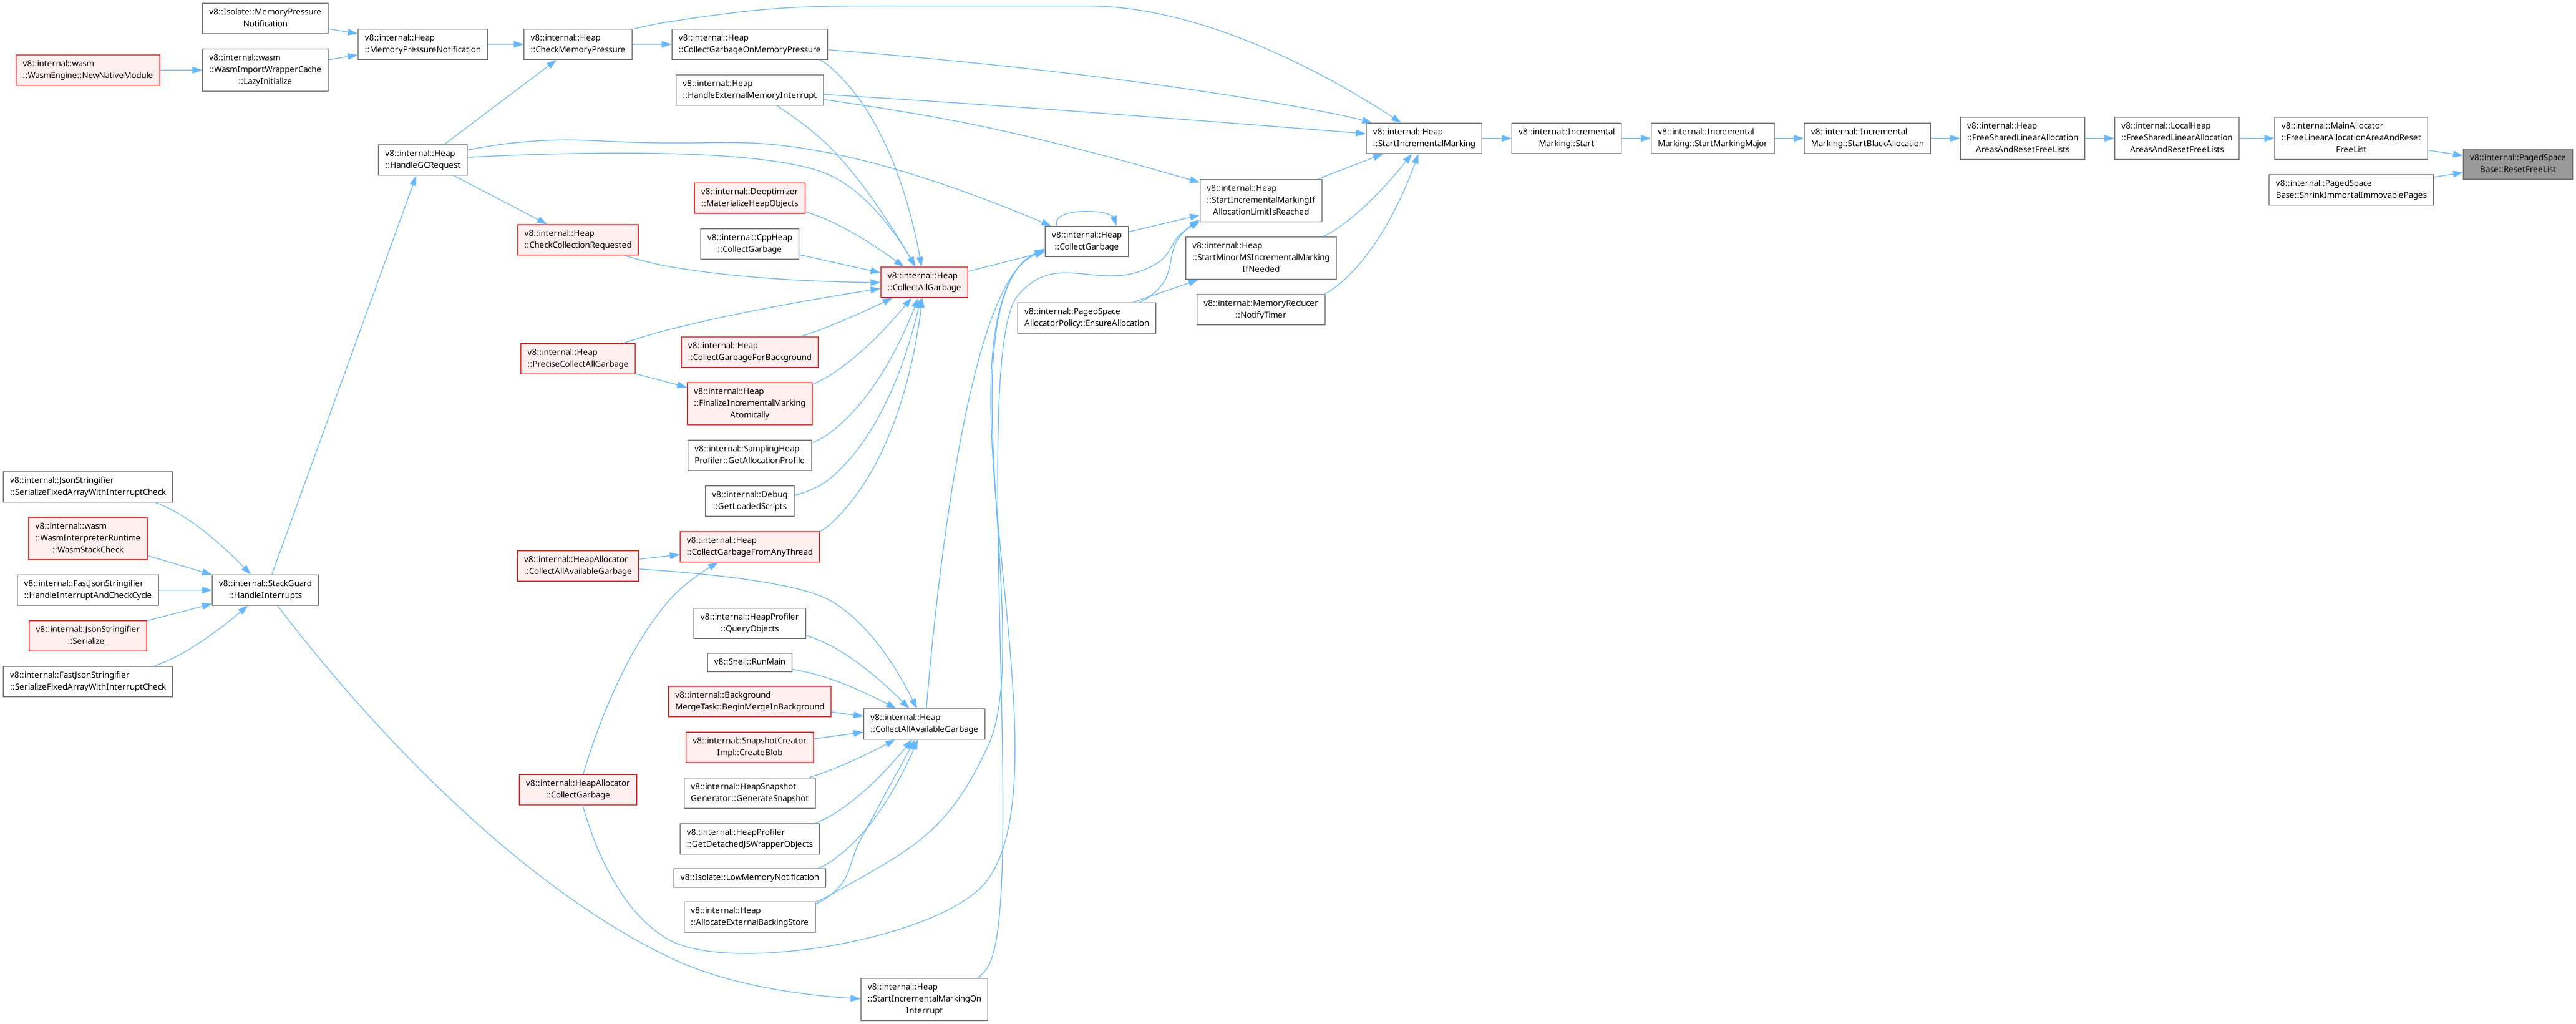 v8::Isolate::MemoryPressure
Notification
v8::internal::wasm
::WasmEngine::NewNativeModule
v8::internal::wasm
::WasmImportWrapperCache
::LazyInitialize
v8::internal::Heap
::MemoryPressureNotification
v8::internal::Heap
::CheckMemoryPressure
v8::internal::Heap
::CollectGarbageOnMemoryPressure
v8::internal::Heap
::HandleExternalMemoryInterrupt
v8::internal::Heap
::HandleGCRequest
v8::internal::Deoptimizer
::MaterializeHeapObjects
v8::internal::Heap
::CheckCollectionRequested
v8::internal::CppHeap
::CollectGarbage
v8::internal::Heap
::CollectAllGarbage
v8::internal::Heap
::CollectGarbage
v8::internal::Heap
::StartIncrementalMarking
v8::internal::Heap
::StartIncrementalMarkingIf
AllocationLimitIsReached
v8::internal::Heap
::StartMinorMSIncrementalMarking
IfNeeded
v8::internal::MemoryReducer
::NotifyTimer
v8::internal::PagedSpace
AllocatorPolicy::EnsureAllocation
v8::internal::Incremental
Marking::Start
v8::internal::Incremental
Marking::StartMarkingMajor
v8::internal::Incremental
Marking::StartBlackAllocation
v8::internal::Heap
::FreeSharedLinearAllocation
AreasAndResetFreeLists
v8::internal::LocalHeap
::FreeSharedLinearAllocation
AreasAndResetFreeLists
v8::internal::MainAllocator
::FreeLinearAllocationAreaAndReset
FreeList
v8::internal::PagedSpace
Base::ShrinkImmortalImmovablePages
v8::internal::PagedSpace
Base::ResetFreeList
v8::internal::Heap
::PreciseCollectAllGarbage
v8::internal::Heap
::CollectGarbageForBackground
v8::internal::Heap
::FinalizeIncrementalMarking
Atomically
v8::internal::SamplingHeap
Profiler::GetAllocationProfile
v8::internal::Debug
::GetLoadedScripts
v8::internal::Heap
::CollectGarbageFromAnyThread
v8::internal::HeapAllocator
::CollectAllAvailableGarbage
v8::internal::JsonStringifier
::SerializeFixedArrayWithInterruptCheck
v8::internal::wasm
::WasmInterpreterRuntime
::WasmStackCheck
v8::internal::FastJsonStringifier
::HandleInterruptAndCheckCycle
v8::internal::JsonStringifier
::Serialize_
v8::internal::FastJsonStringifier
::SerializeFixedArrayWithInterruptCheck
v8::internal::StackGuard
::HandleInterrupts
v8::internal::HeapProfiler
::QueryObjects
v8::Shell::RunMain
v8::internal::Background
MergeTask::BeginMergeInBackground
v8::internal::SnapshotCreator
Impl::CreateBlob
v8::internal::HeapSnapshot
Generator::GenerateSnapshot
v8::internal::HeapProfiler
::GetDetachedJSWrapperObjects
v8::Isolate::LowMemoryNotification
v8::internal::Heap
::AllocateExternalBackingStore
v8::internal::Heap
::CollectAllAvailableGarbage
v8::internal::HeapAllocator
::CollectGarbage
v8::internal::Heap
::StartIncrementalMarkingOn
Interrupt